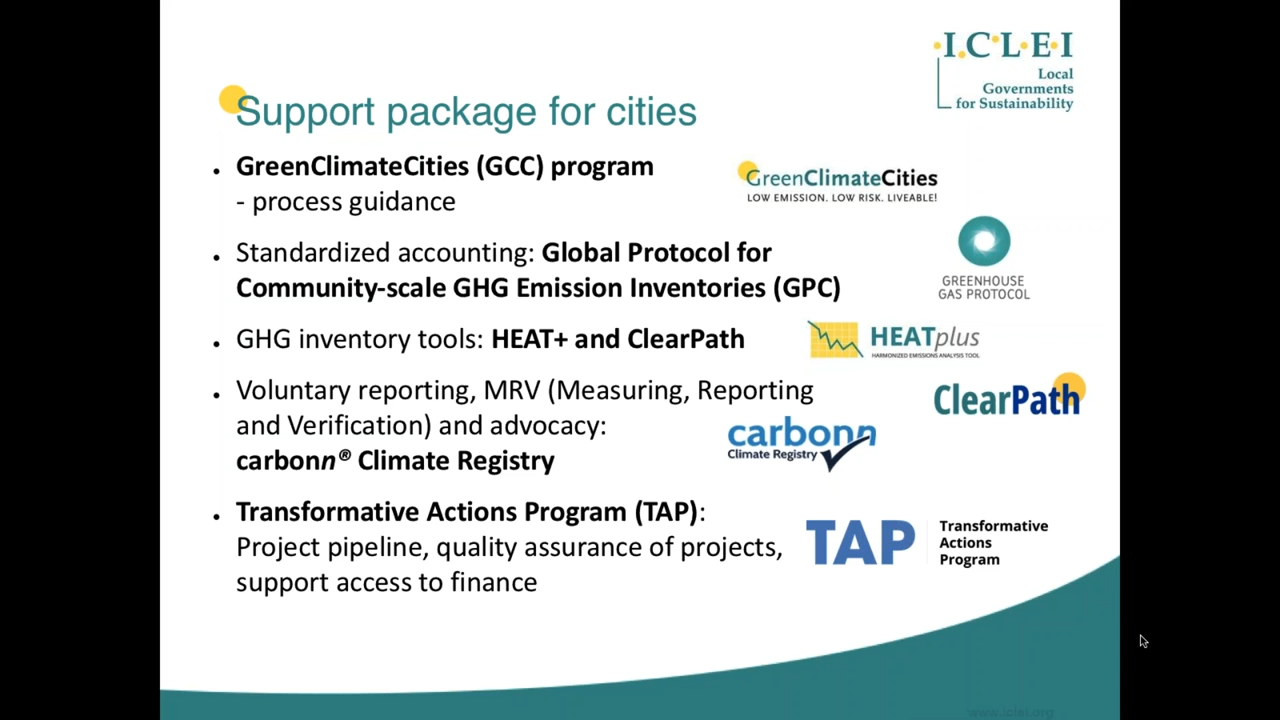 I.C.L.E.I
Local
Governments
for Sustainability
Support package for cities
• GreenClimateCities (GCC) program
- process guidance
GreenClimateCities
LOW EMISSION. LOW RISK. LIVEABLE!
• Standardized accounting: Global Protocol for
Community-scale GHG Emission Inventories (GPC)
GREENHOUSE
GAS PROTOCOL
• GHG inventory tools: HEAT+ and ClearPath
HEATplus
HARMONIZED EMISSIONS ANALYSIS TOOL
• Voluntary reporting, MRV (Measuring, Reporting
and Verification) and advocacy:
carbonn® Climate Registry
ClearPath
carbonn
Climate Registry
• Transformative Actions Program (TAP):
Project pipeline, quality assurance of projects,
support access to finance
TAP
Transformative
Actions
Program
www.iclei.org